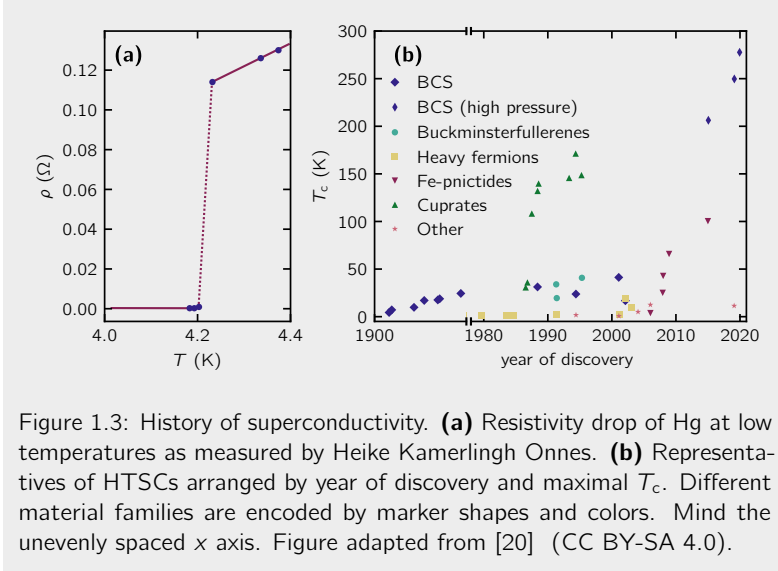 (a)
0.12
0.10
0.08
0.06
0.04
0.02
0.00
ρ (Ω)
4.0
4.2
4.4
T (K)
(b)
300
250
200
150
100
50
0
T_c (K)
BCS
BCS (high pressure)
Buckminsterfullerenes
Heavy fermions
Fe-pnictides
Cuprates
Other
1900
1980
1990
2000
2010
2020
year of discovery
Figure 1.3: History of superconductivity. (a) Resistivity drop of Hg at low
temperatures as measured by Heike Kamerlingh Onnes. (b) Representa-
tives of HTSCs arranged by year of discovery and maximal T_c. Different
material families are encoded by marker shapes and colors. Mind the
unevenly spaced x axis. Figure adapted from [20] (CC BY-SA 4.0).